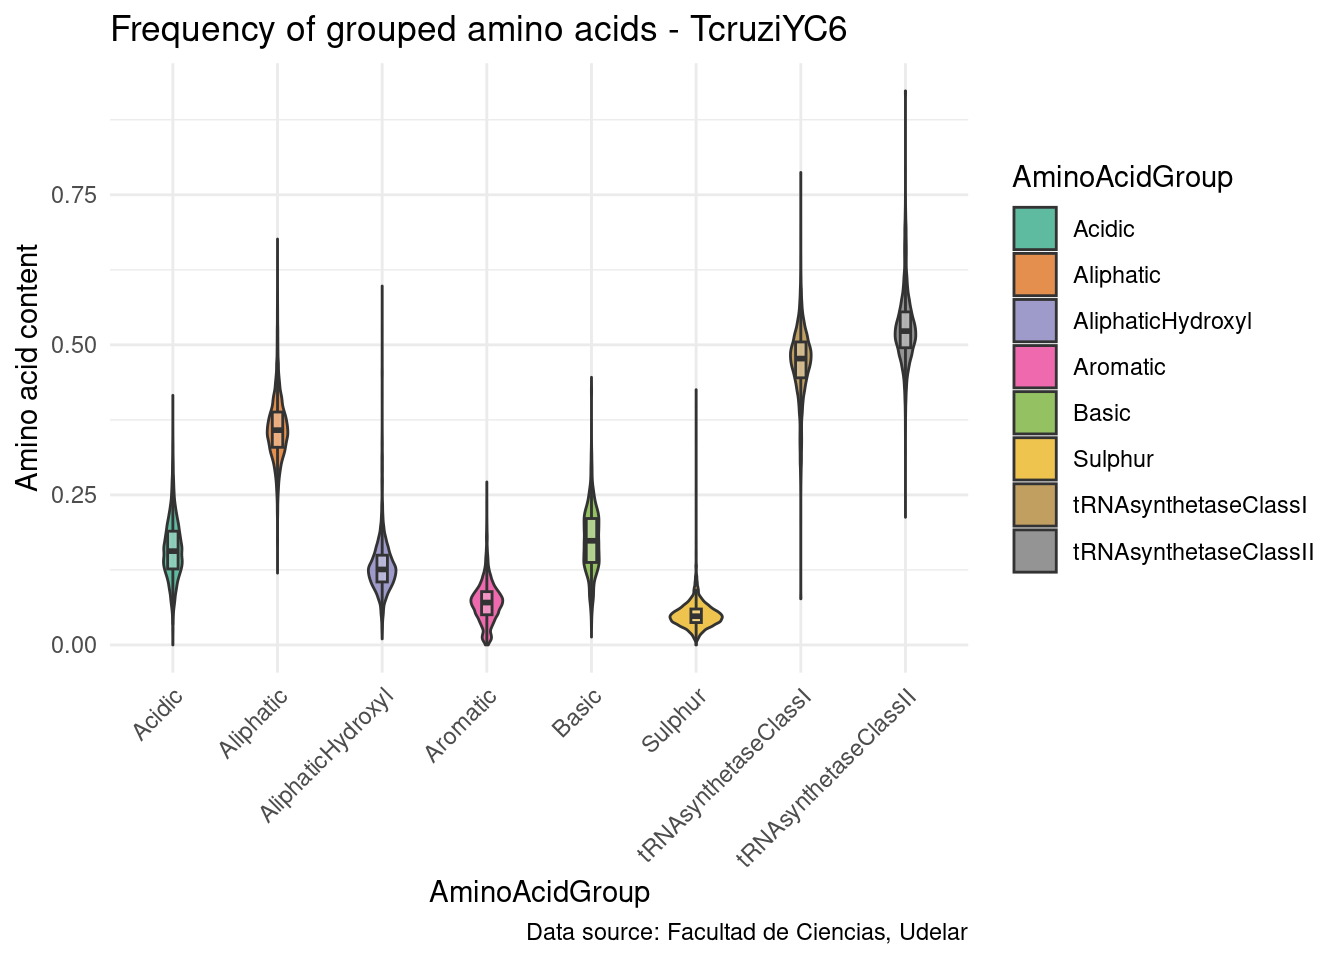 Frequency of grouped amino acids - TcruziYC6
Amino acid content
0.75
0.50
0.25
0.00
Acidic
Aliphatic
AliphaticHydroxyl
Aromatic
Basic
Sulphur
tRNAsynthetaseClassI
tRNAsynthetaseClassII
AminoAcidGroup
Data source: Facultad de Ciencias, Udelar
AminoAcidGroup
Acidic
Aliphatic
AliphaticHydroxyl
Aromatic
Basic
Sulphur
tRNAsynthetaseClassI
tRNAsynthetaseClassII